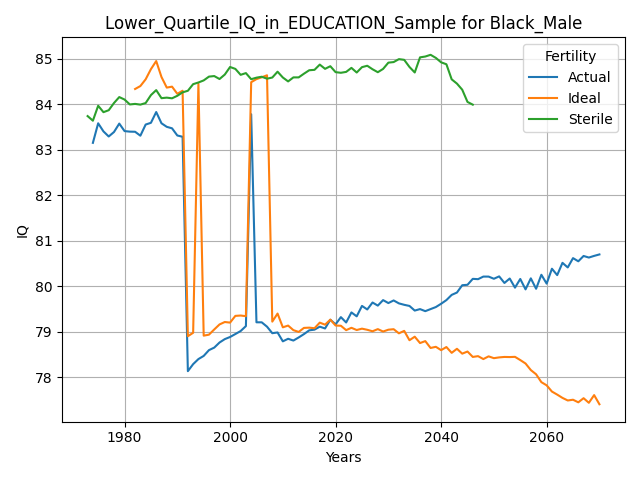 Lower_Quartile_IQ_in_EDUCATION_Sample for Black_Male
Fertility
Actual
Ideal
Sterile
85
84
83
82
81
80
79
78
IQ
1980 2000 2020 2040 2060
Years